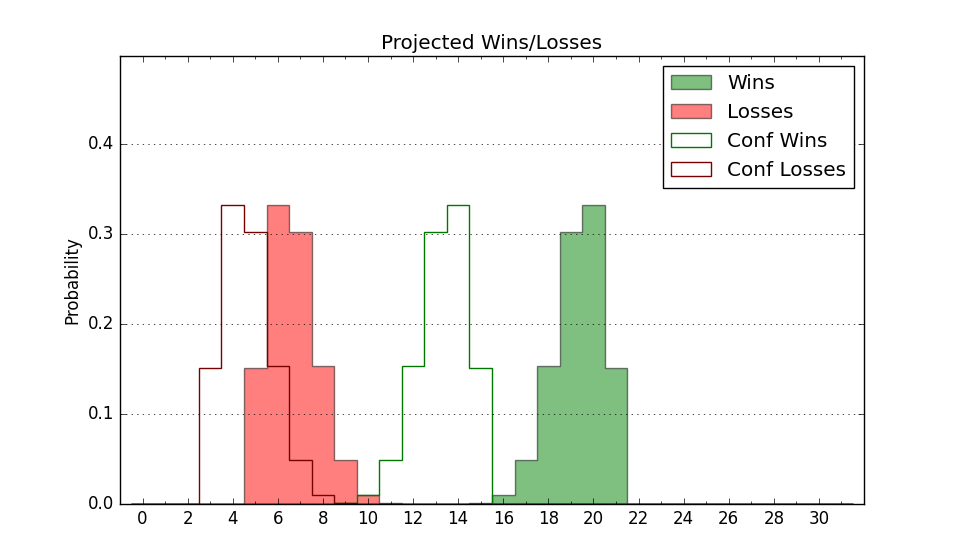 Projected Wins/Losses
Wins
Losses
Conf Wins
Conf Losses
Probability
0.4
0.3
0.2
0.1
0.0
0 2 4 6 8 10 12 14 16 18 20 22 24 26 28 30